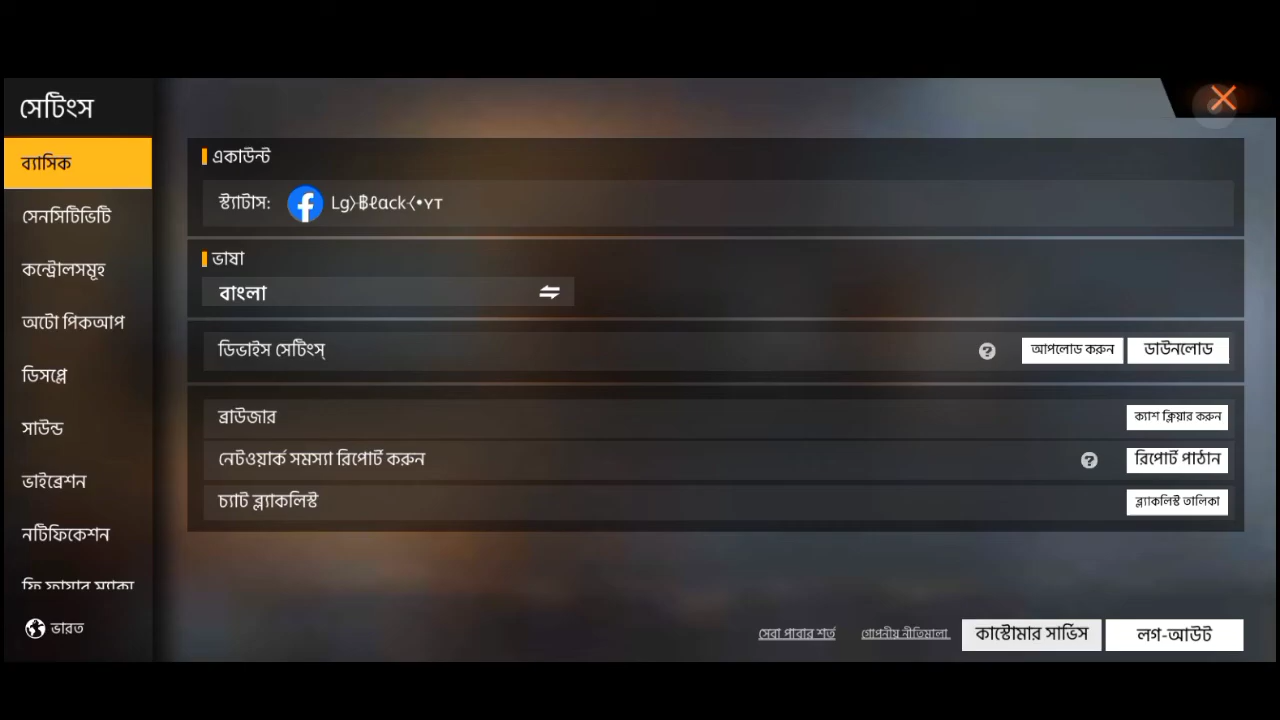 সেটিংস
ব্যাসিক
সেনসিটিভিটি
কন্ট্রোলসমূহ
অটো পিকআপ
ডিসপ্লে
সাউন্ড
ভাইব্রেশন
নটিফিকেশন
ফ্রি ফায়ার ম্যাক্স
ভারত
একাউন্ট
স্ট্যাটাস: Lg〉฿ℓαck〈•ʏᴛ
ভাষা
বাংলা
ডিভাইস সেটিংস্ ? আপলোড করুন ডাউনলোড
ব্রাউজার ক্যাশ ক্লিয়ার করুন
নেটওয়ার্ক সমস্যা রিপোর্ট করুন ? রিপোর্ট পাঠান
চ্যাট ব্ল্যাকলিস্ট ব্ল্যাকলিস্ট তালিকা
সেবা পাবার শর্ত গোপনীয় নীতিমালা কাস্টোমার সার্ভিস লগ-আউট